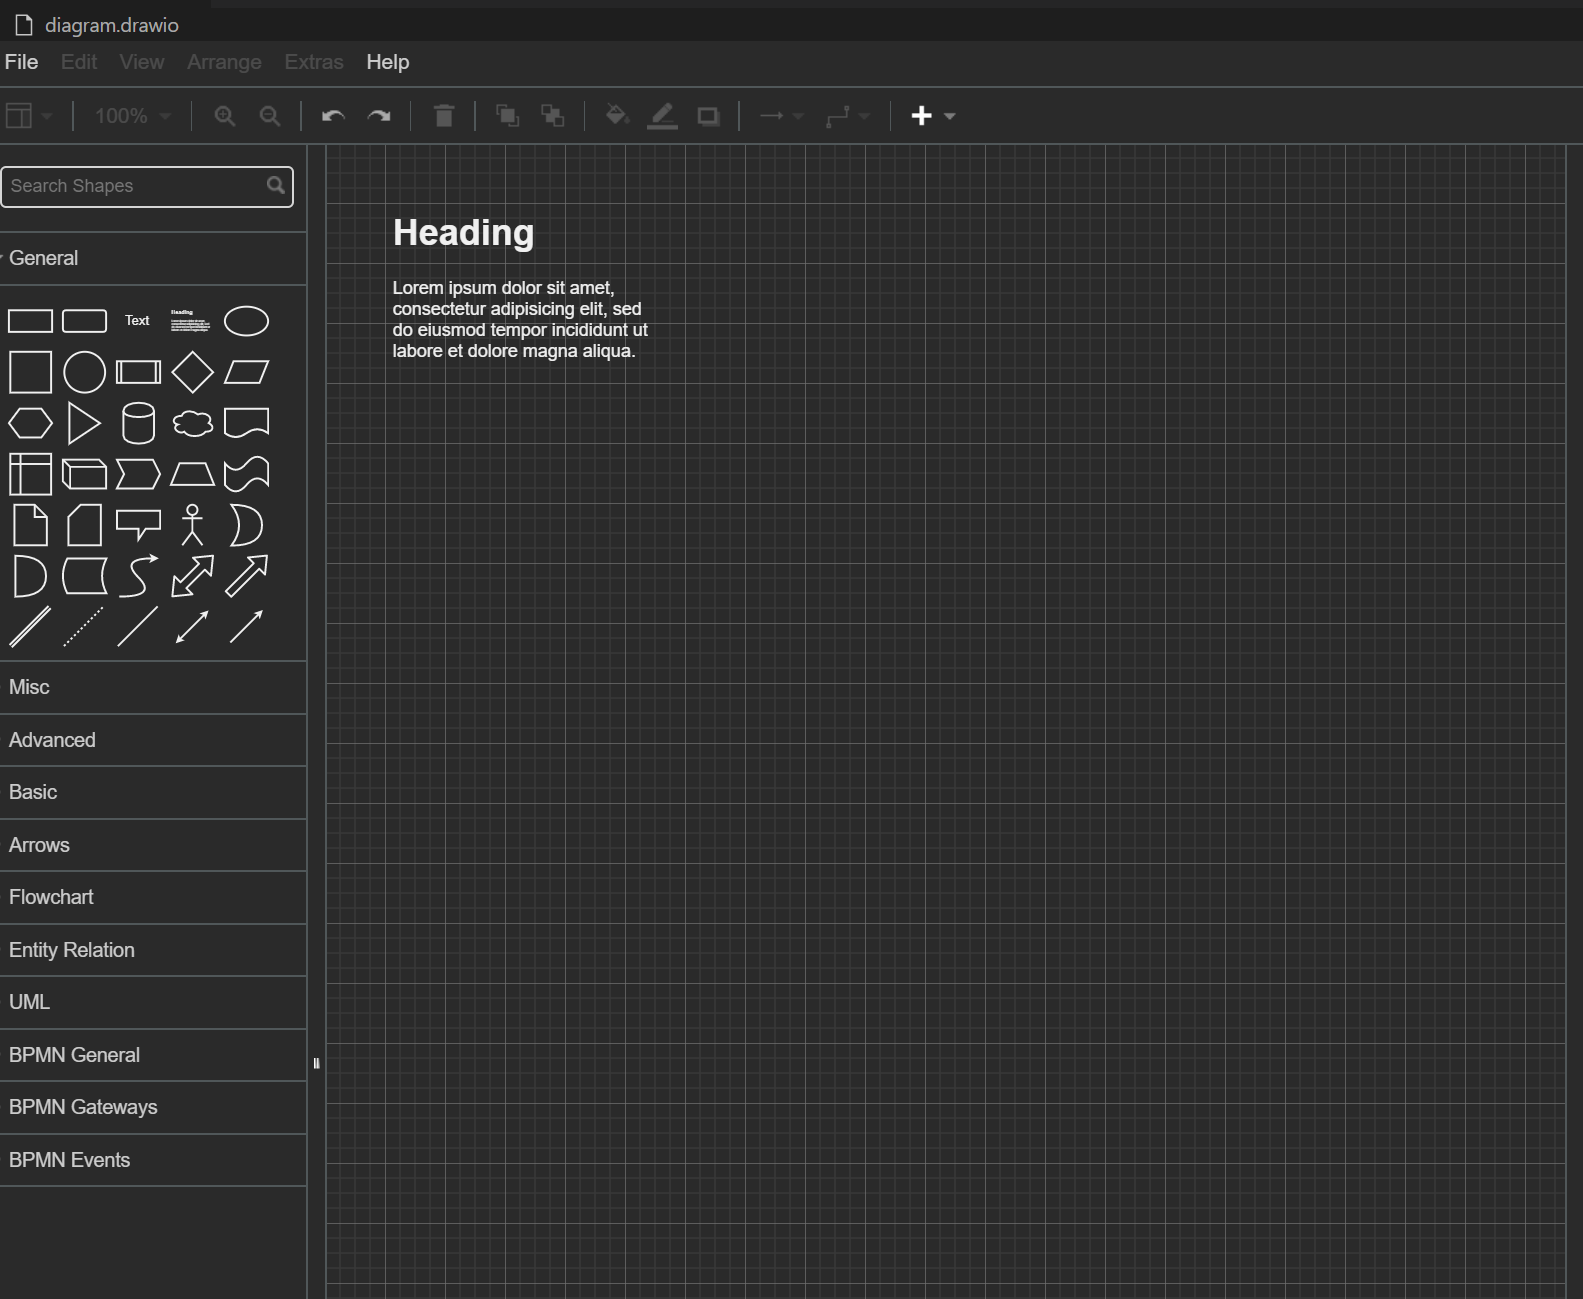 diagram.drawio
File Edit View Arrange Extras Help
100%
Search Shapes
General
Text
Heading
Misc
Advanced
Basic
Arrows
Flowchart
Entity Relation
UML
BPMN General
BPMN Gateways
BPMN Events
Heading
Lorem ipsum dolor sit amet,
consectetur adipisicing elit, sed
do eiusmod tempor incididunt ut
labore et dolore magna aliqua.